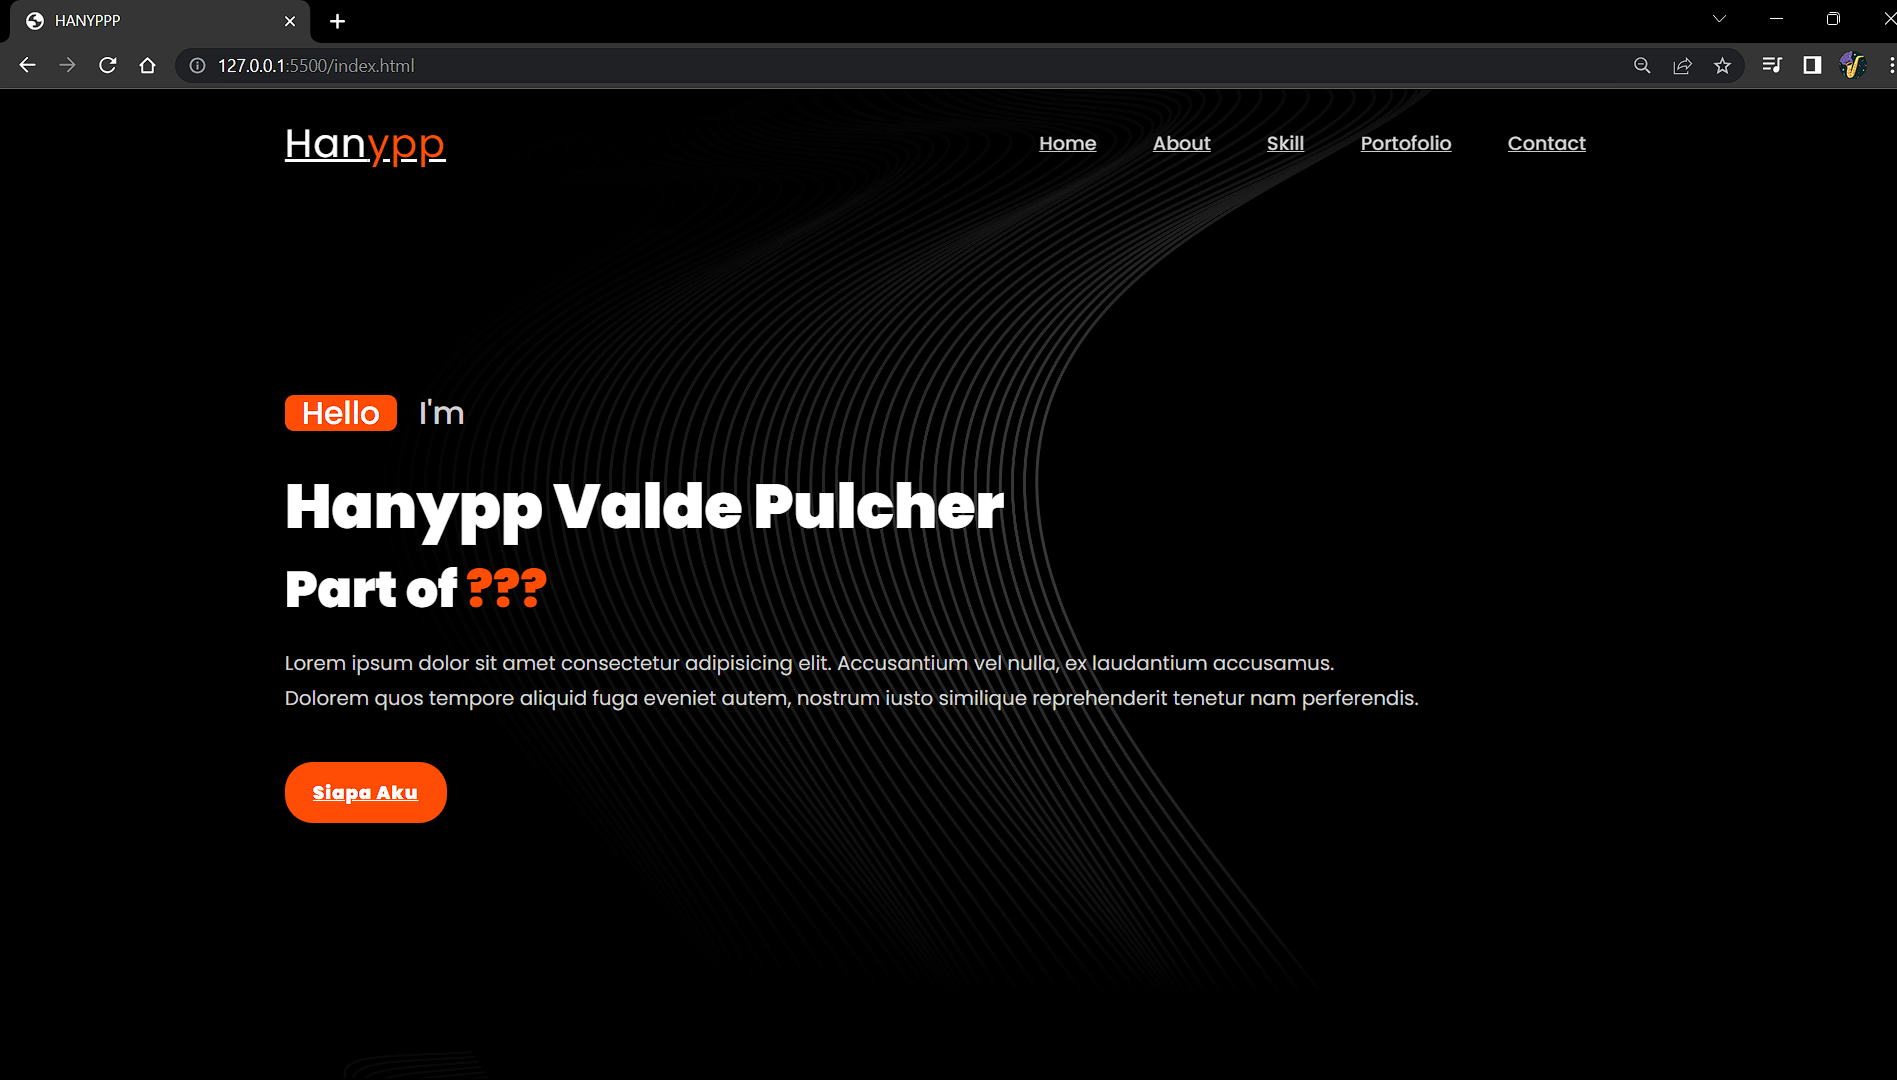 HANYPPP
127.0.0.1:5500/index.html
Hanypp
Home About Skill Portofolio Contact
Hello I'm
Hanypp Valde Pulcher
Part of ???
Lorem ipsum dolor sit amet consectetur adipisicing elit. Accusantium vel nulla, ex laudantium accusamus.
Dolorem quos tempore aliquid fuga eveniet autem, nostrum iusto similique reprehenderit tenetur nam perferendis.
Siapa Aku